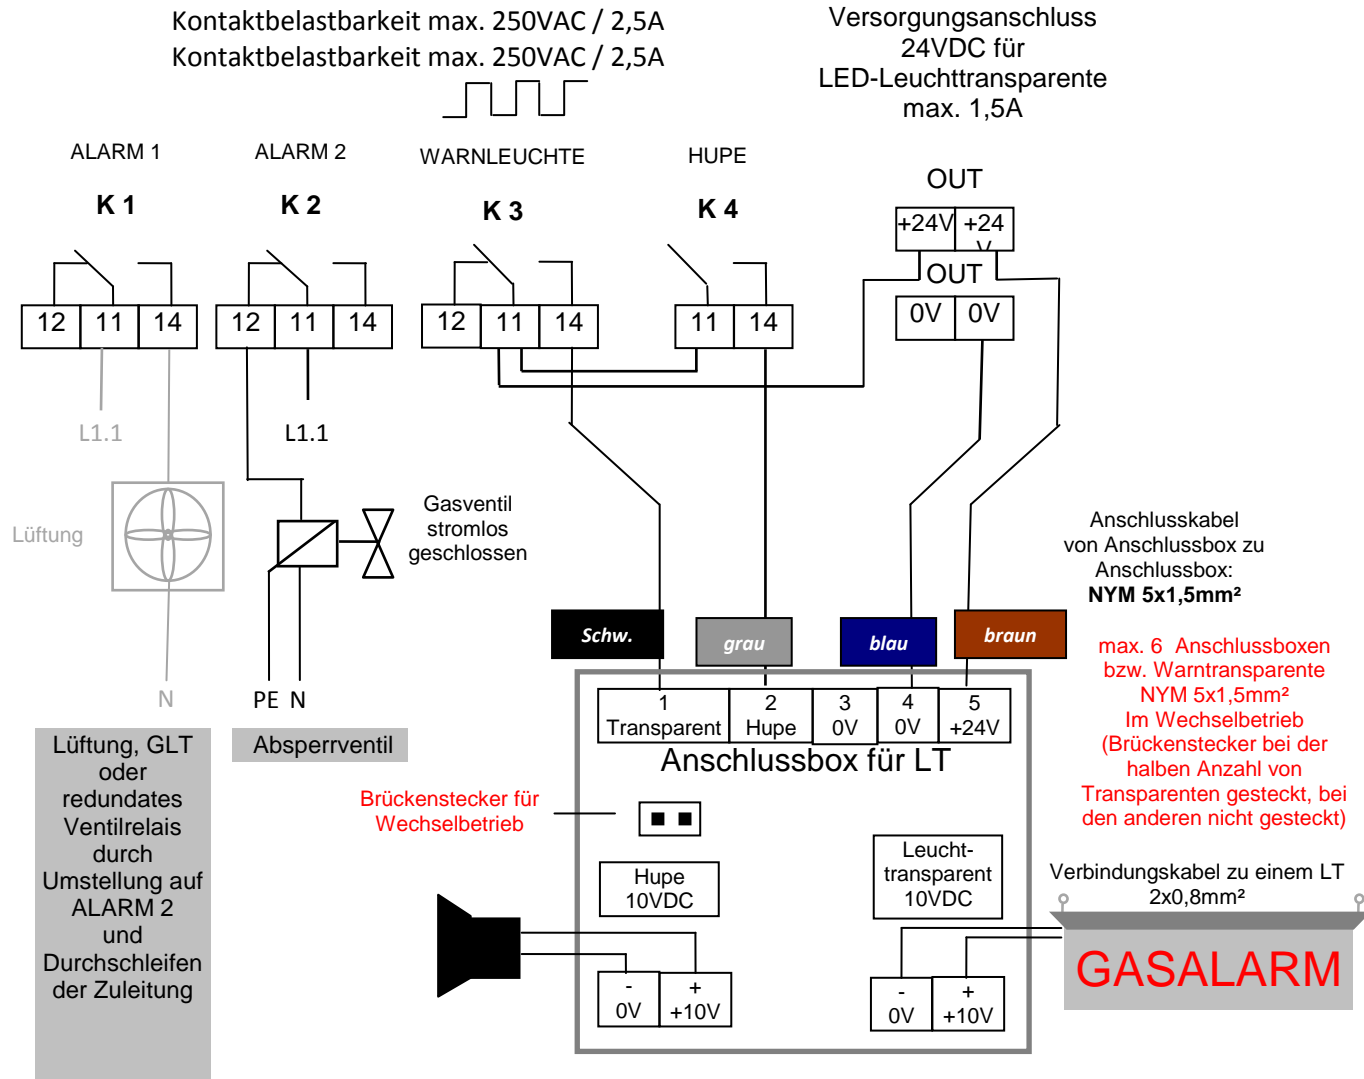 Kontaktbelastbarkeit max. 250VAC / 2,5A
Kontaktbelastbarkeit max. 250VAC / 2,5A
Versorgungsanschluss
24VDC für
LED-Leuchttransparente
max. 1,5A
ALARM 1
ALARM 2
WARNLEUCHTE
HUPE
K 1
K 2
K 3
K 4
OUT
+24V
+24
V
OUT
0V
0V
12
11
14
12
11
14
12
11
14
11
14
L1.1
L1.1
Lüftung
Gasventil
stromlos
geschlossen
N
PE
N
Anschlusskabel
von Anschlussbox zu
Anschlussbox:
NYM 5x1,5mm²
Schw.
grau
blau
braun
max. 6 Anschlussboxen
bzw. Warntransparente
NYM 5x1,5mm²
Im Wechselbetrieb
(Brückenstecker bei der
halben Anzahl von
Transparenten gesteckt, bei
den anderen nicht gesteckt)
1
Transparent
2
Hupe
3
0V
4
0V
5
+24V
Anschlussbox für LT
Lüftung, GLT
oder
redundates
Ventilrelais
durch
Umstellung auf
ALARM 2
und
Durchschleifen
der Zuleitung
Absperrventil
Brückenstecker für
Wechselbetrieb
Hupe
10VDC
Leucht-
transparent
10VDC
Verbindungskabel zu einem LT
2x0,8mm²
GASALARM
-
0V
+
+10V
-
0V
+
+10V